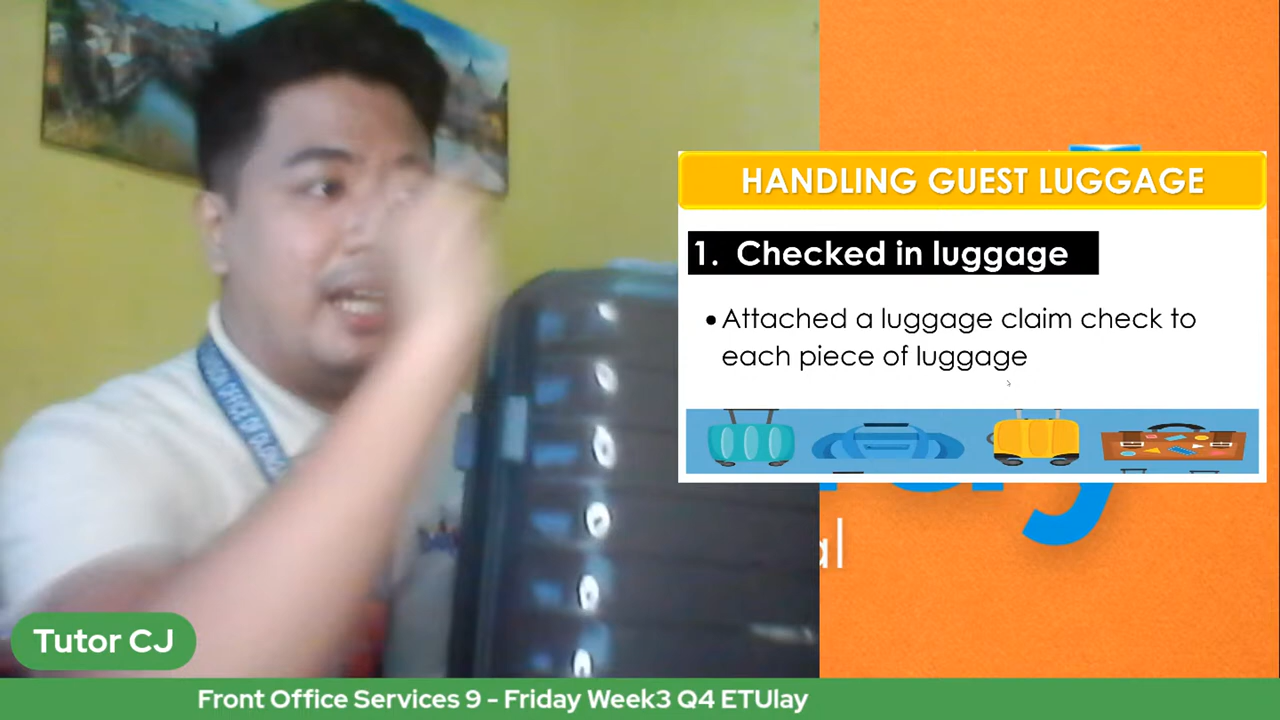 HANDLING GUEST LUGGAGE
1. Checked in luggage
• Attached a luggage claim check to
each piece of luggage
Tutor CJ
Front Office Services 9 - Friday Week3 Q4 ETUlay